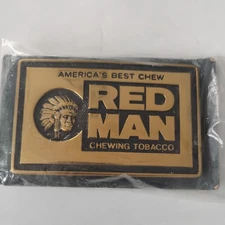 AMERICA'S BEST CHEW
RED
MAN
CHEWING TOBACCO